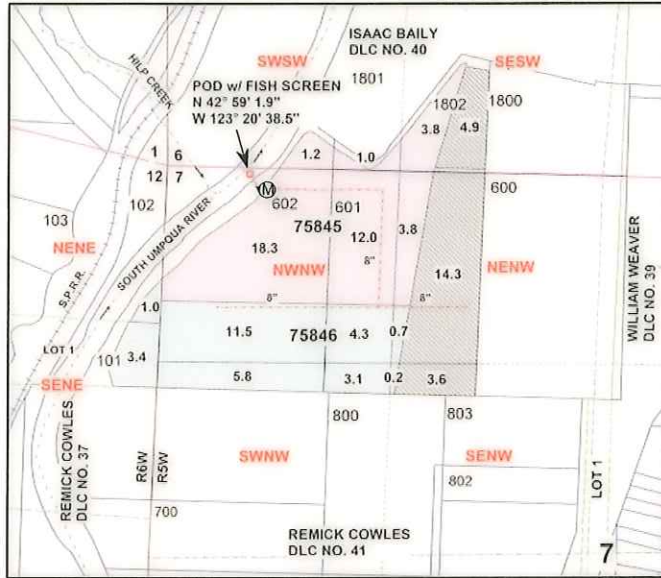 ISAAC BAILY
DLC NO. 40
SWSW
SESW
1801
HILP CREEK
POD w/ FISH SCREEN
N 42° 59' 1.9"
W 123° 20' 38.5"
1802
1800
3.8
4.9
1.2
1.0
1
6
12
7
M
600
103
102
602
601
75845
3.8
SOUTH UMPQUA RIVER
NENE
18.3
12.0
8"
NWNW
NENW
14.3
S.P.R.R.
WILLIAM WEAVER
DLC NO. 39
1.0
8"
8"
11.5
75846
4.3
0.7
LOT 1
101
3.4
SENE
5.8
3.1
0.2
3.6
800
803
REMICK COWLES
DLC NO. 37
R6W
R5W
SWNW
SENW
802
LOT 1
700
REMICK COWLES
DLC NO. 41
7